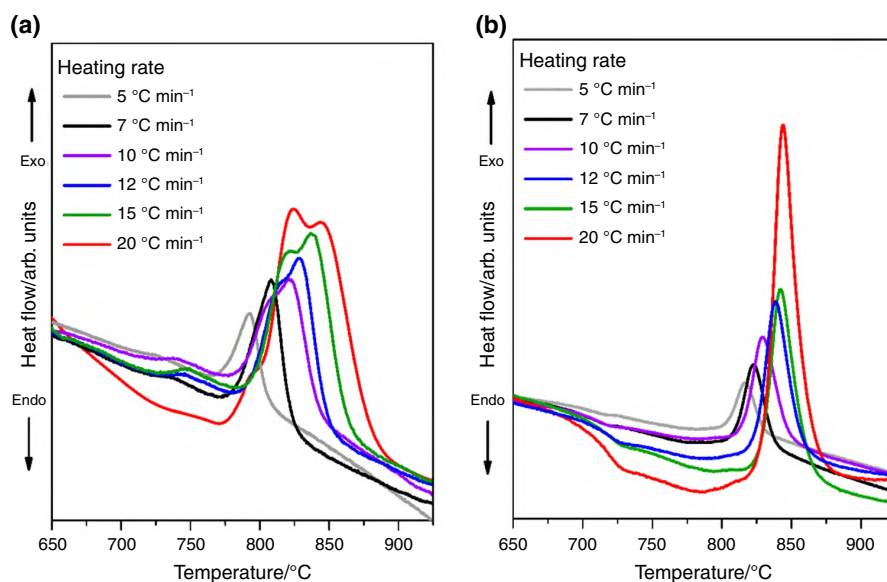 (a)
Heating rate
5 °C min⁻¹
7 °C min⁻¹
10 °C min⁻¹
12 °C min⁻¹
15 °C min⁻¹
20 °C min⁻¹
Exo
Heat flow/arb. units
Endo
650 700 750 800 850 900
Temperature/°C
(b)
Heating rate
5 °C min⁻¹
7 °C min⁻¹
10 °C min⁻¹
12 °C min⁻¹
15 °C min⁻¹
20 °C min⁻¹
Exo
Heat flow/arb. units
Endo
650 700 750 800 850 900
Temperature/°C